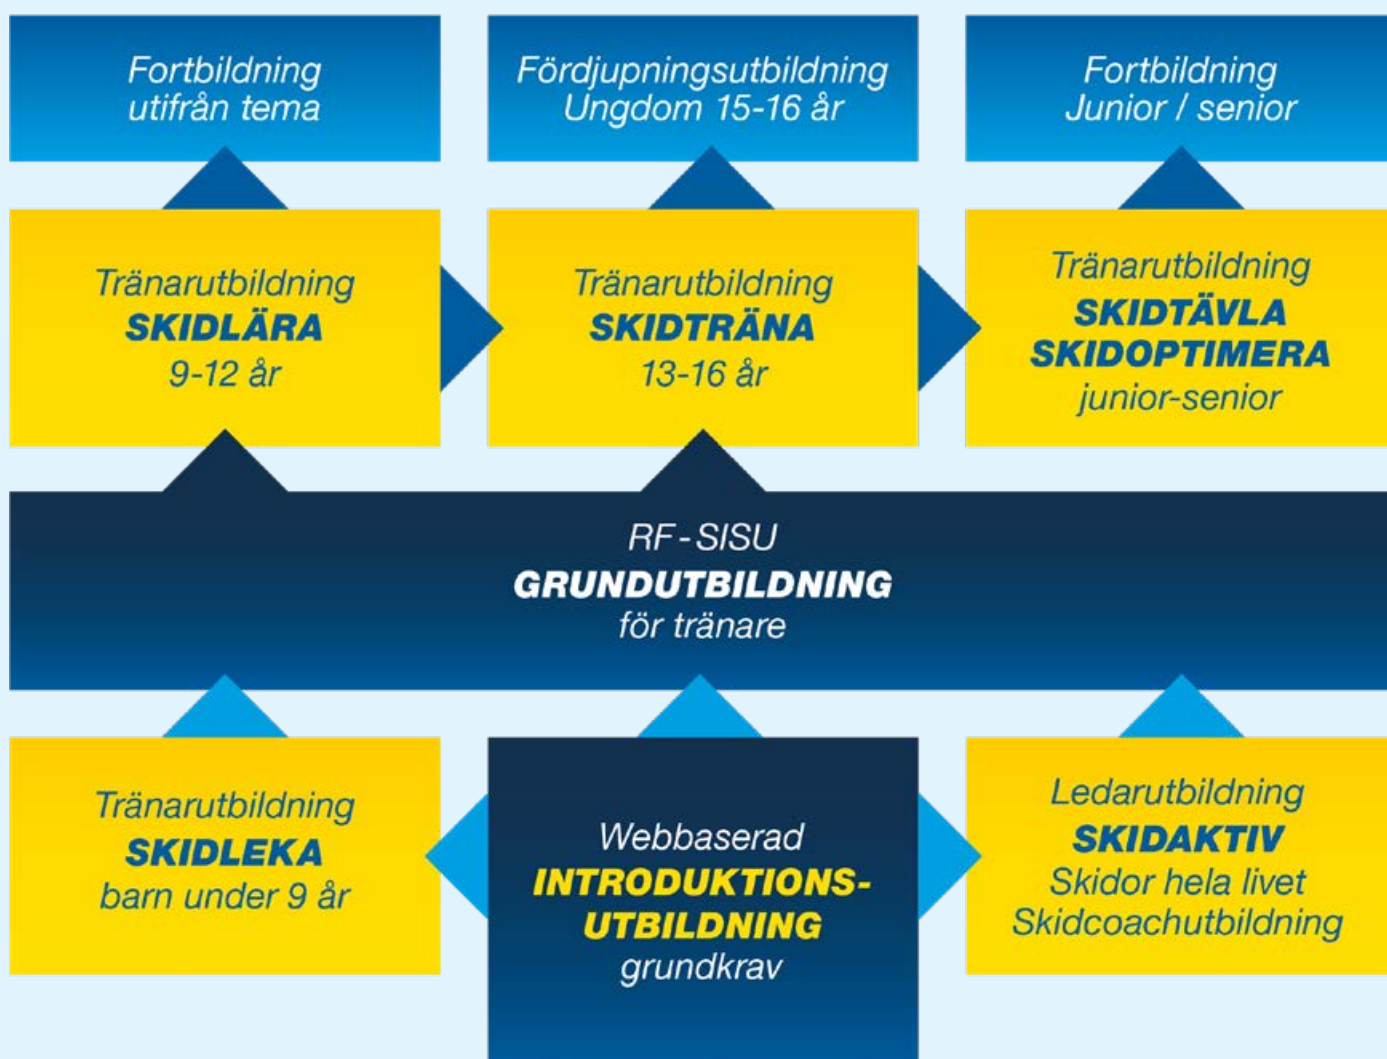 Fortbildning
utifrån tema
Fördjupningsutbildning
Ungdom 15-16 år
Fortbildning
Junior / senior
Tränarutbildning
SKIDLÄRA
9-12 år
Tränarutbildning
SKIDTRÄNA
13-16 år
Tränarutbildning
SKIDTÄVLA
SKIDOPTIMERA
junior-senior
RF-SISU
GRUNDUTBILDNING
för tränare
Tränarutbildning
SKIDLEKA
barn under 9 år
Webbaserad
INTRODUKTIONS-
UTBILDNING
grundkrav
Ledarutbildning
SKIDAKTIV
Skidor hela livet
Skidcoachutbildning